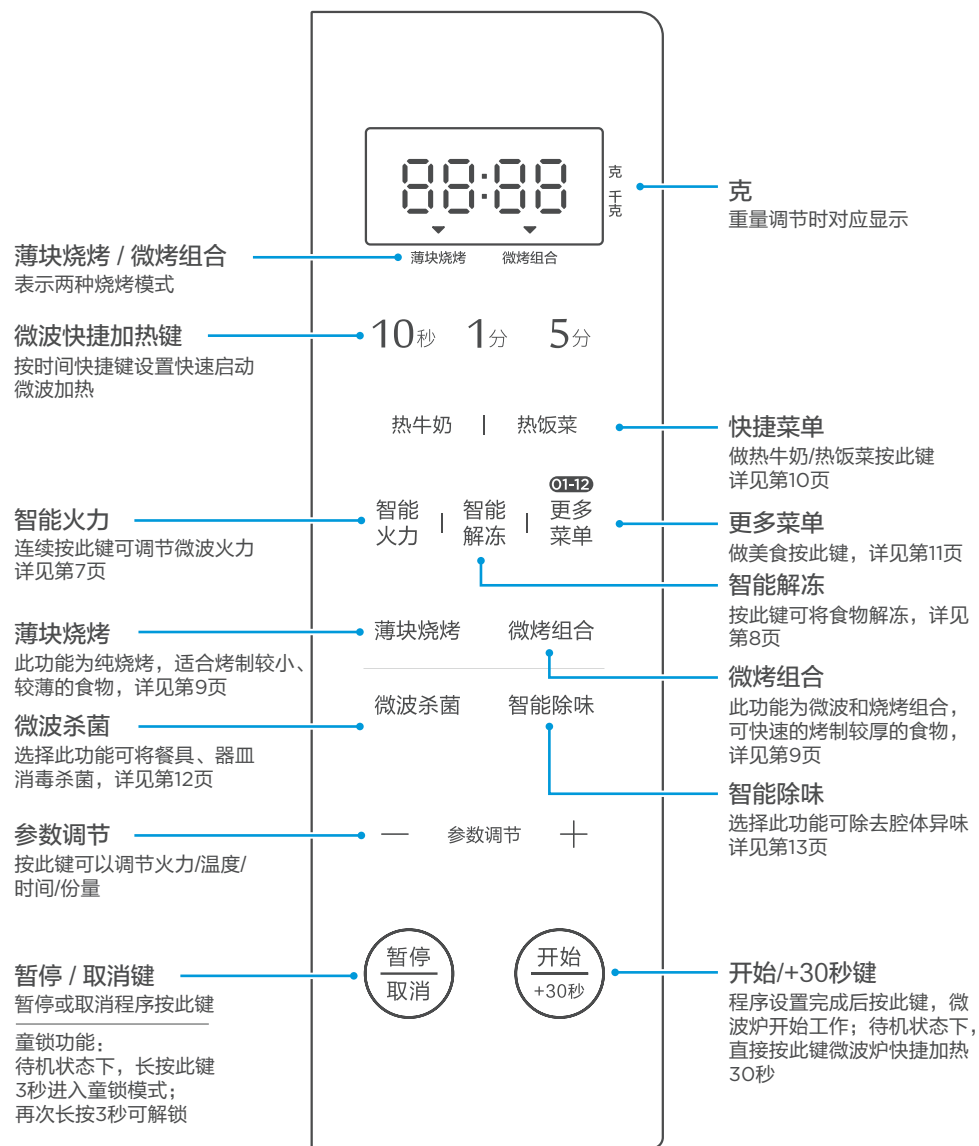 88:88
克
千克
薄块烧烤
微烤组合
10秒
1分
5分
热牛奶
热饭菜
01-12
智能
火力
智能
解冻
更多
菜单
薄块烧烤
微烤组合
微波杀菌
智能除味
参数调节
暂停
取消
开始
+30秒
薄块烧烤 / 微烤组合
表示两种烧烤模式
微波快捷加热键
按时间快捷键设置快速启动
微波加热
智能火力
连续按此键可调节微波火力
详见第7页
薄块烧烤
此功能为纯烧烤，适合烤制较小、
较薄的食物，详见第9页
微波杀菌
选择此功能可将餐具、器皿
消毒杀菌，详见第12页
参数调节
按此键可以调节火力/温度/
时间/份量
暂停 / 取消键
暂停或取消程序按此键
童锁功能：
待机状态下，长按此键
3秒进入童锁模式；
再次长按3秒可解锁
克
重量调节时对应显示
快捷菜单
做热牛奶/热饭菜按此键
详见第10页
更多菜单
做美食按此键，详见第11页
智能解冻
按此键可将食物解冻，详见
第8页
微烤组合
此功能为微波和烧烤组合，
可快速的烤制较厚的食物，
详见第9页
智能除味
选择此功能可除去腔体异味
详见第13页
开始/+30秒键
程序设置完成后按此键，微
波炉开始工作；待机状态下，
直接按此键微波炉快捷加热
30秒